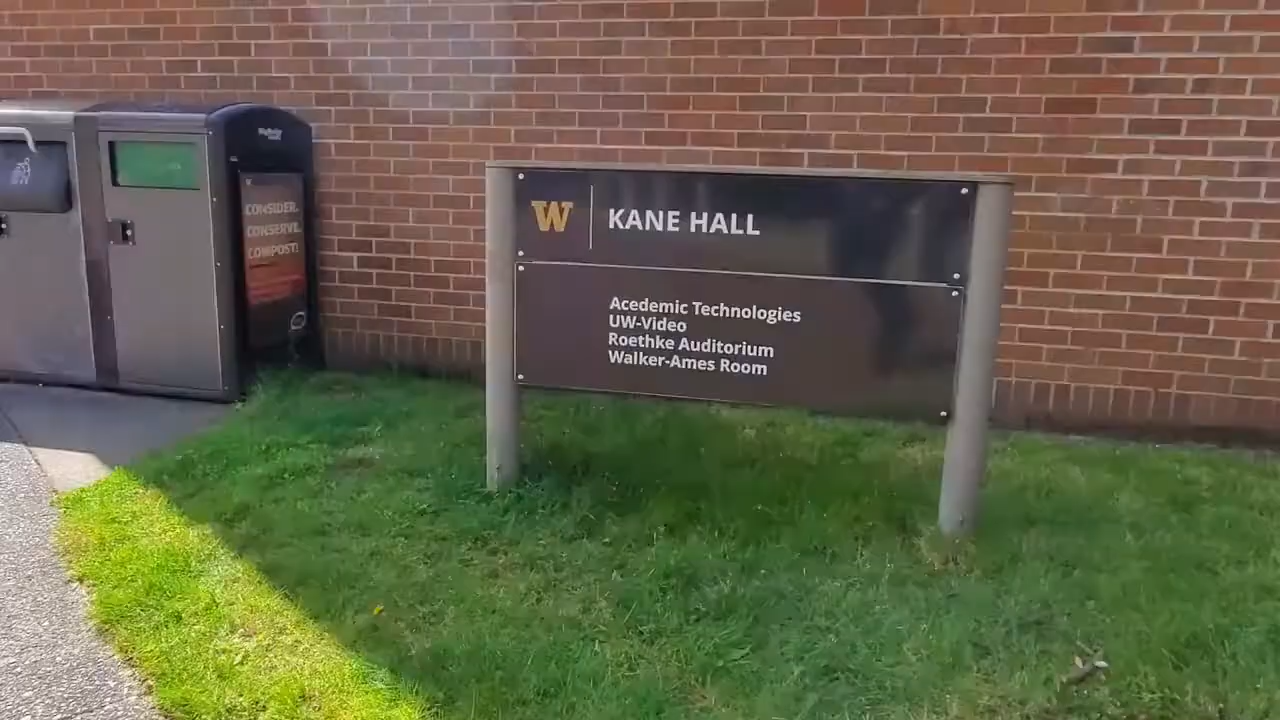 CONSIDER.
CONSERVE.
COMPOST!
W
KANE HALL
Acedemic Technologies
UW-Video
Roethke Auditorium
Walker-Ames Room